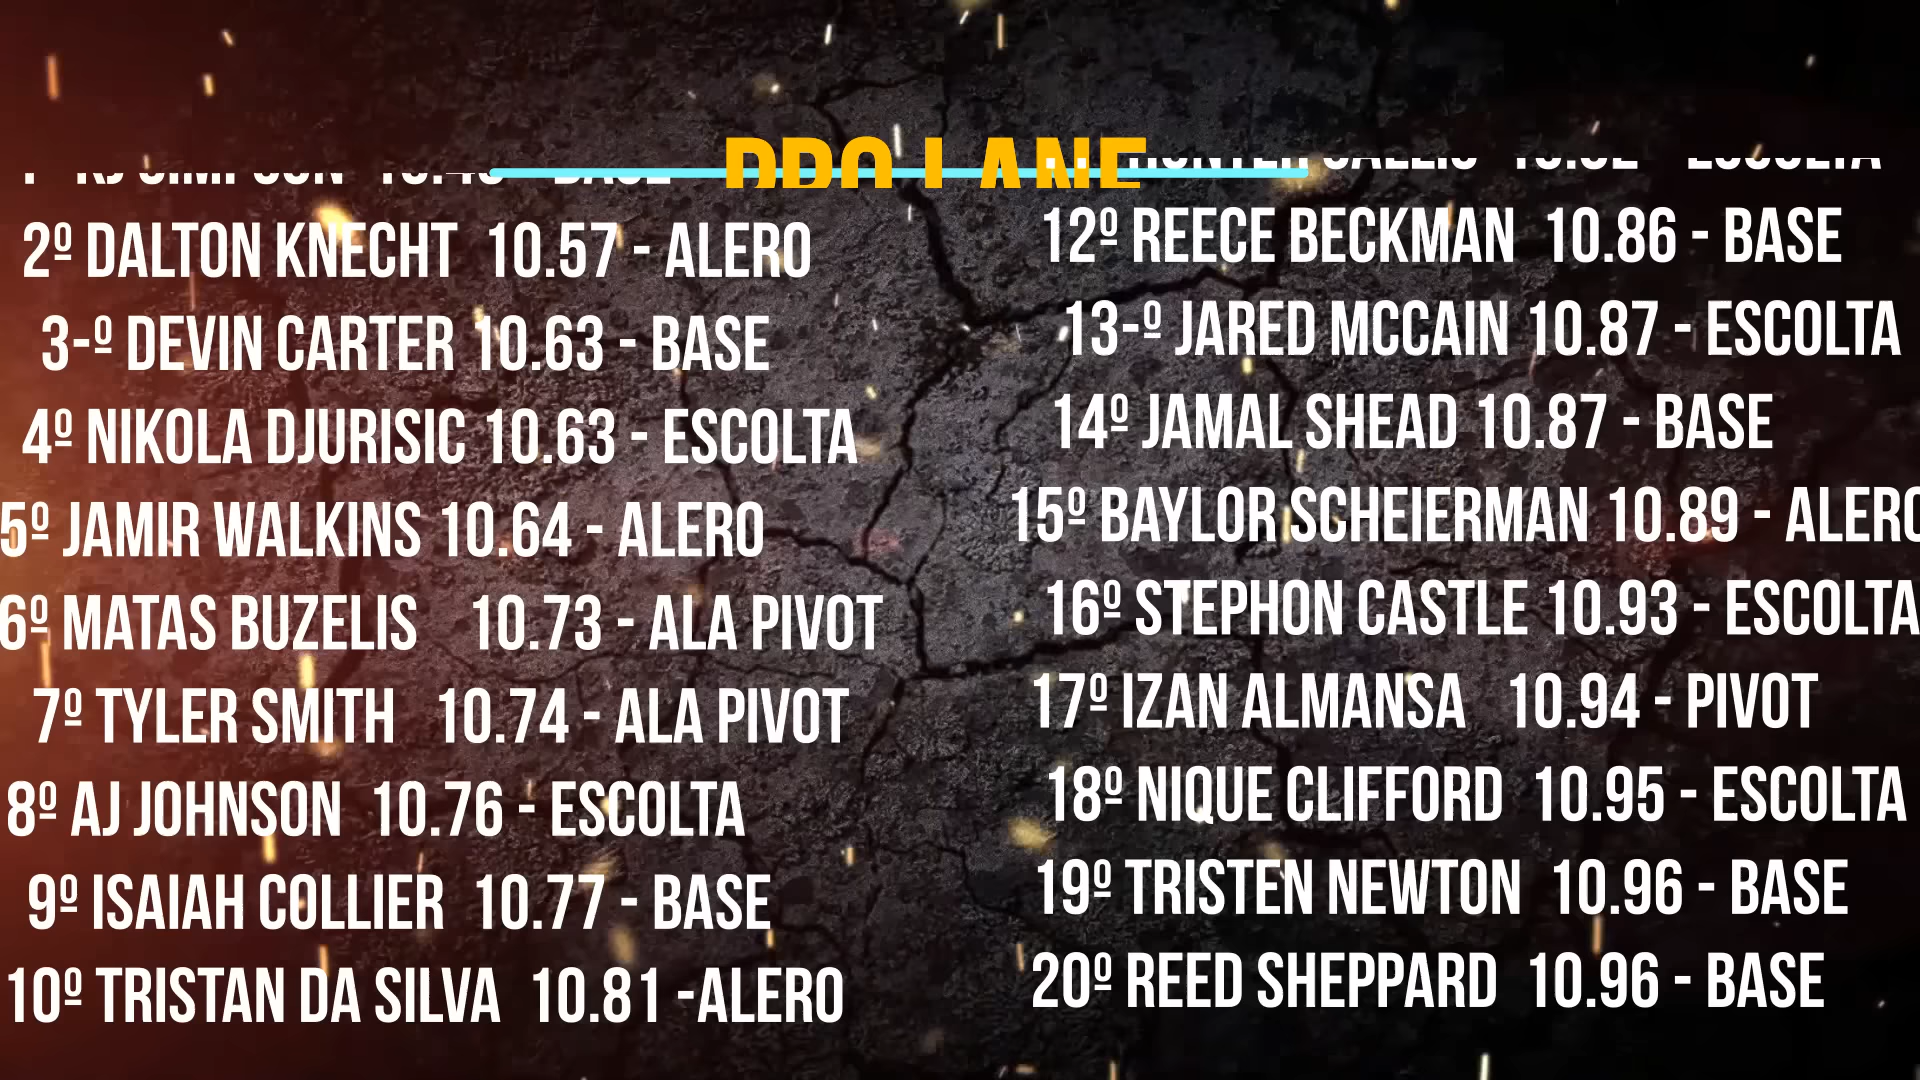 PRO LANE
2º DALTON KNECHT 10.57 - ALERO
3-º DEVIN CARTER 10.63 - BASE
4º NIKOLA DJURISIC 10.63 - ESCOLTA
5º JAMIR WALKINS 10.64 - ALERO
6º MATAS BUZELIS 10.73 - ALA PIVOT
7º TYLER SMITH 10.74 - ALA PIVOT
8º AJ JOHNSON 10.76 - ESCOLTA
9º ISAIAH COLLIER 10.77 - BASE
10º TRISTAN DA SILVA 10.81 -ALERO
HUNTER SALLIS ESCOLTA
12º REECE BECKMAN 10.86 - BASE
13-º JARED MCCAIN 10.87 - ESCOLTA
14º JAMAL SHEAD 10.87 - BASE
15º BAYLOR SCHEIERMAN 10.89 - ALERO
16º STEPHON CASTLE 10.93 - ESCOLTA
17º IZAN ALMANSA 10.94 - PIVOT
18º NIQUE CLIFFORD 10.95 - ESCOLTA
19º TRISTEN NEWTON 10.96 - BASE
20º REED SHEPPARD 10.96 - BASE